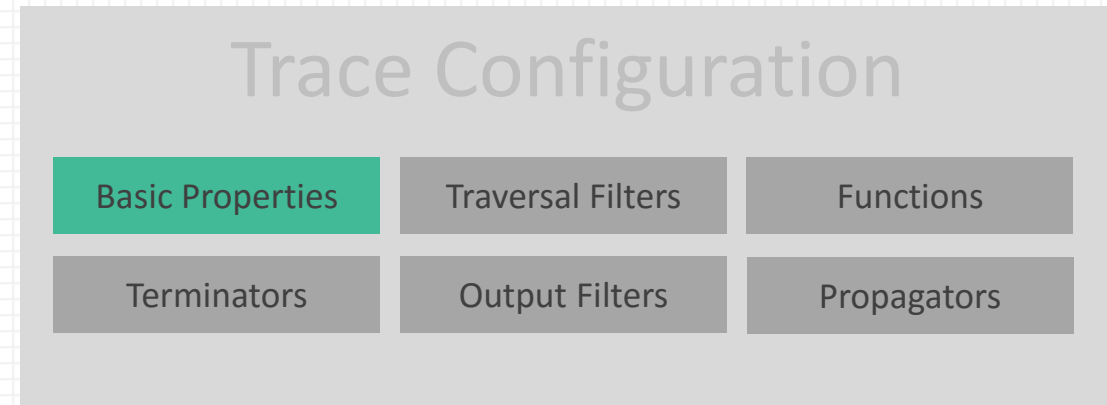 Trace Configuration
Basic Properties
Traversal Filters
Functions
Terminators
Output Filters
Propagators